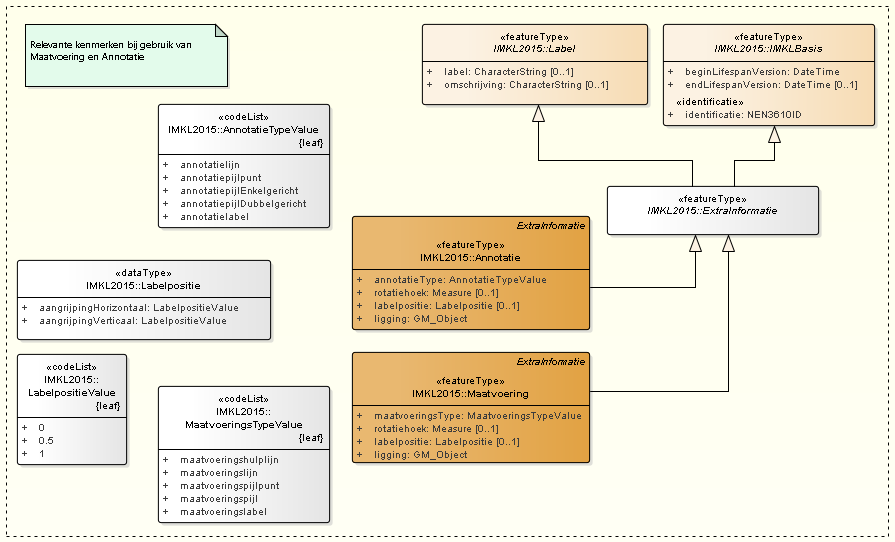 Relevante kenmerken bij gebruik van
Maatvoering en Annotatie
«featureType»
IMKL2015::Label
+ label: CharacterString [0..1]
+ omschrijving: CharacterString [0..1]
«featureType»
IMKL2015::IMKLBasis
+ beginLifespanVersion: DateTime
+ endLifespanVersion: DateTime [0..1]
«identificatie»
+ identificatie: NEN3610ID
«codeList»
IMKL2015::AnnotatieTypeValue
{leaf}
+ annotatielijn
+ annotatiepijlpunt
+ annotatiepijlEnkelgericht
+ annotatiepijlDubbelgericht
+ annotatielabel
«featureType»
IMKL2015::ExtraInformatie
ExtraInformatie
«featureType»
IMKL2015::Annotatie
+ annotatieType: AnnotatieTypeValue
+ rotatiehoek: Measure [0..1]
+ labelpositie: Labelpositie [0..1]
+ ligging: GM_Object
«dataType»
IMKL2015::Labelpositie
+ aangrijpingHorizontaal: LabelpositieValue
+ aangrijpingVerticaal: LabelpositieValue
«codeList»
IMKL2015::
LabelpositieValue
{leaf}
+ 0
+ 0.5
+ 1
«codeList»
IMKL2015::
MaatvoeringsTypeValue
{leaf}
+ maatvoeringshulplijn
+ maatvoeringslijn
+ maatvoeringspijlpunt
+ maatvoeringspijl
+ maatvoeringslabel
ExtraInformatie
«featureType»
IMKL2015::Maatvoering
+ maatvoeringsType: MaatvoeringsTypeValue
+ rotatiehoek: Measure [0..1]
+ labelpositie: Labelpositie [0..1]
+ ligging: GM_Object